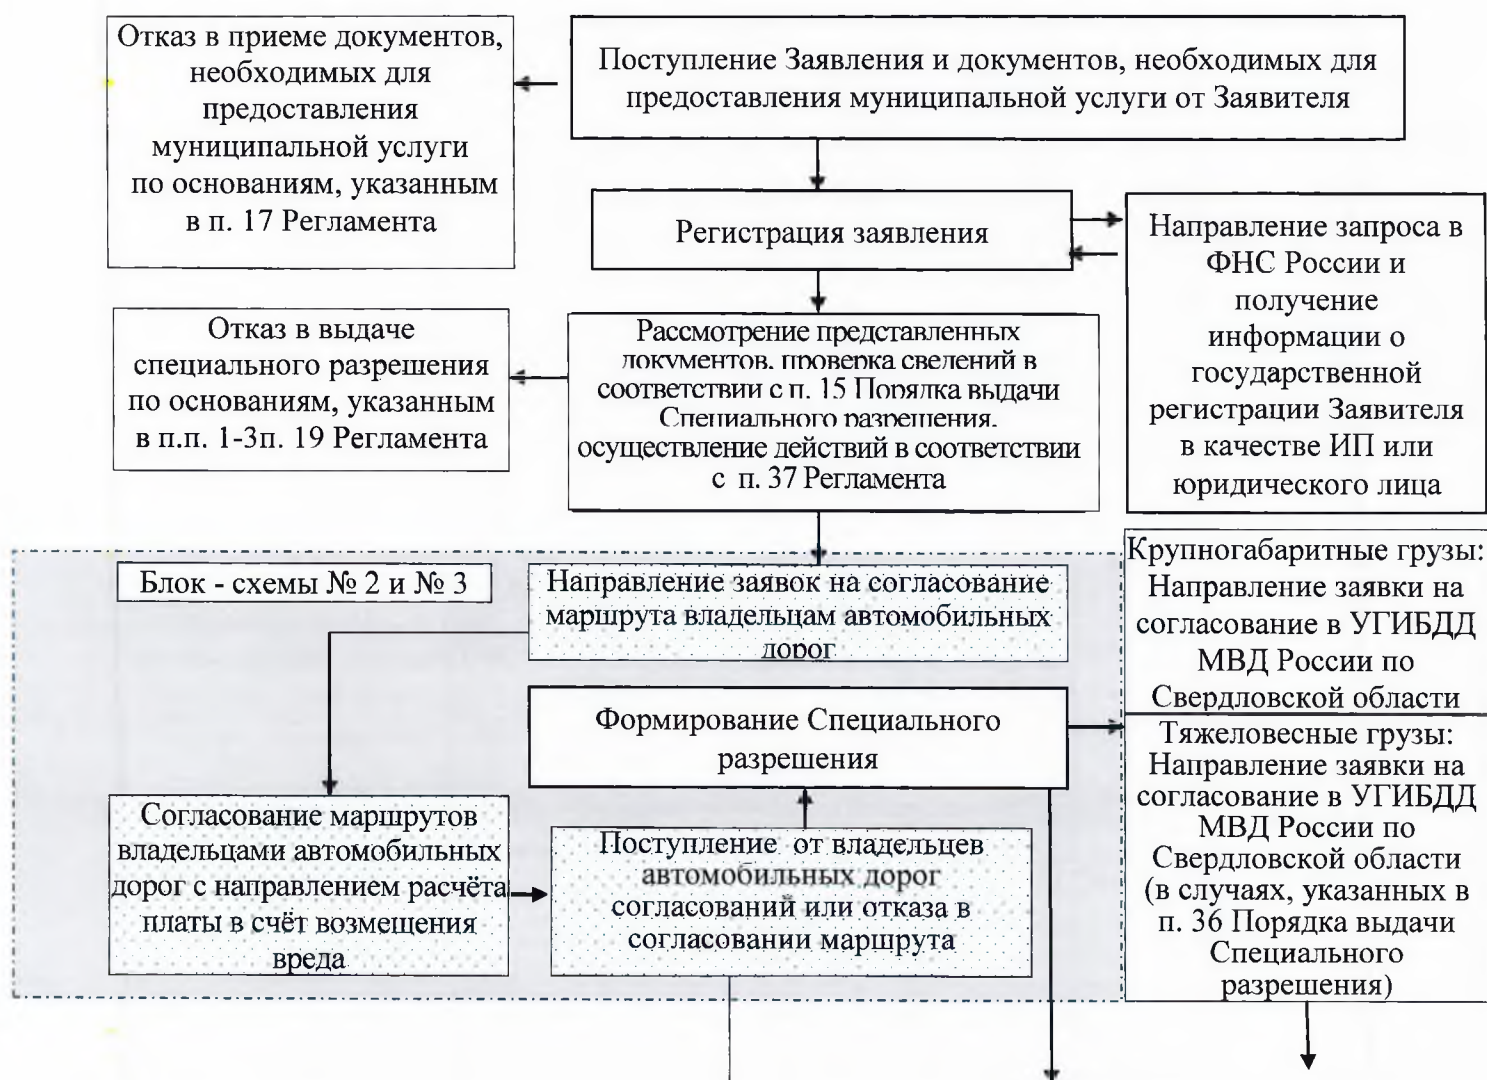 Отказ в приеме документов,
необходимых для
предоставления
муниципальной услуги
по основаниям, указанным
в п. 17 Регламента
Поступление Заявления и документов, необходимых для
предоставления муниципальной услуги от Заявителя
Регистрация заявления
Направление запроса в
ФНС России и
получение
информации о
государственной
регистрации Заявителя
в качестве ИП или
юридического лица
Отказ в выдаче
специального разрешения
по основаниям, указанным
в п.п. 1-3п. 19 Регламента
Рассмотрение представленных
документов, проверка сведений в
соответствии с п. 15 Порядка выдачи
Специального разрешения,
осуществление действий в соответствии
с п. 37 Регламента
Блок - схемы № 2 и № 3
Направление заявок на согласование
маршрута владельцам автомобильных
дорог
Крупногабаритные грузы:
Направление заявки на
согласование в УГИБДД
МВД России по
Свердловской области
Формирование Специального
разрешения
Тяжеловесные грузы:
Направление заявки на
согласование в УГИБДД
МВД России по
Свердловской области
(в случаях, указанных в
п. 36 Порядка выдачи
Специального
разрешения)
Согласование маршрутов
владельцами автомобильных
дорог с направлением расчёта
платы в счёт возмещения
вреда
Поступление от владельцев
автомобильных дорог
согласований или отказа в
согласовании маршрута